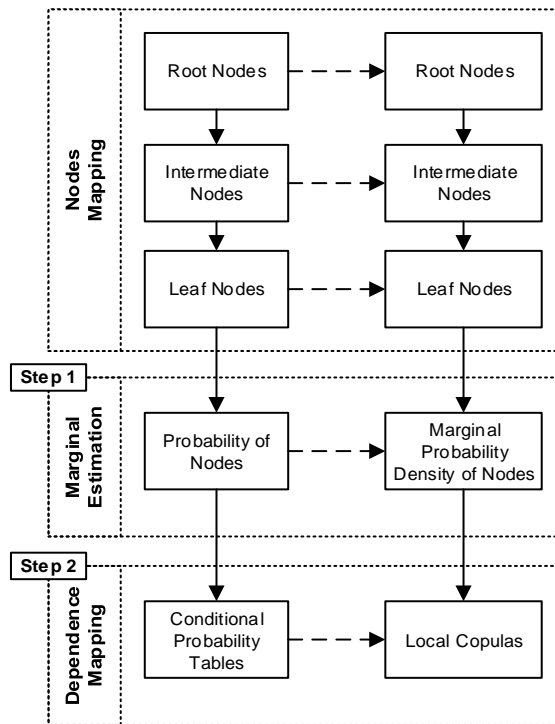 Nodes
Mapping
Root Nodes
Root Nodes
Intermediate
Nodes
Intermediate
Nodes
Leaf Nodes
Leaf Nodes
Step 1
Marginal
Estimation
Probability of
Nodes
Marginal
Probability
Density of Nodes
Step 2
Dependence
Mapping
Conditional
Probability
Tables
Local Copulas